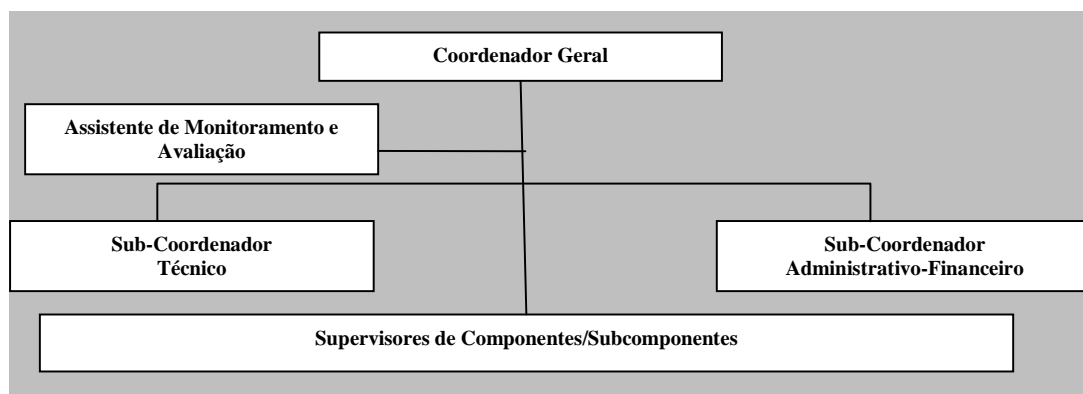 Coordenador Geral
Assistente de Monitoramento e
Avaliação
Sub-Coordenador
Técnico
Sub-Coordenador
Administrativo-Financeiro
Supervisores de Componentes/Subcomponentes